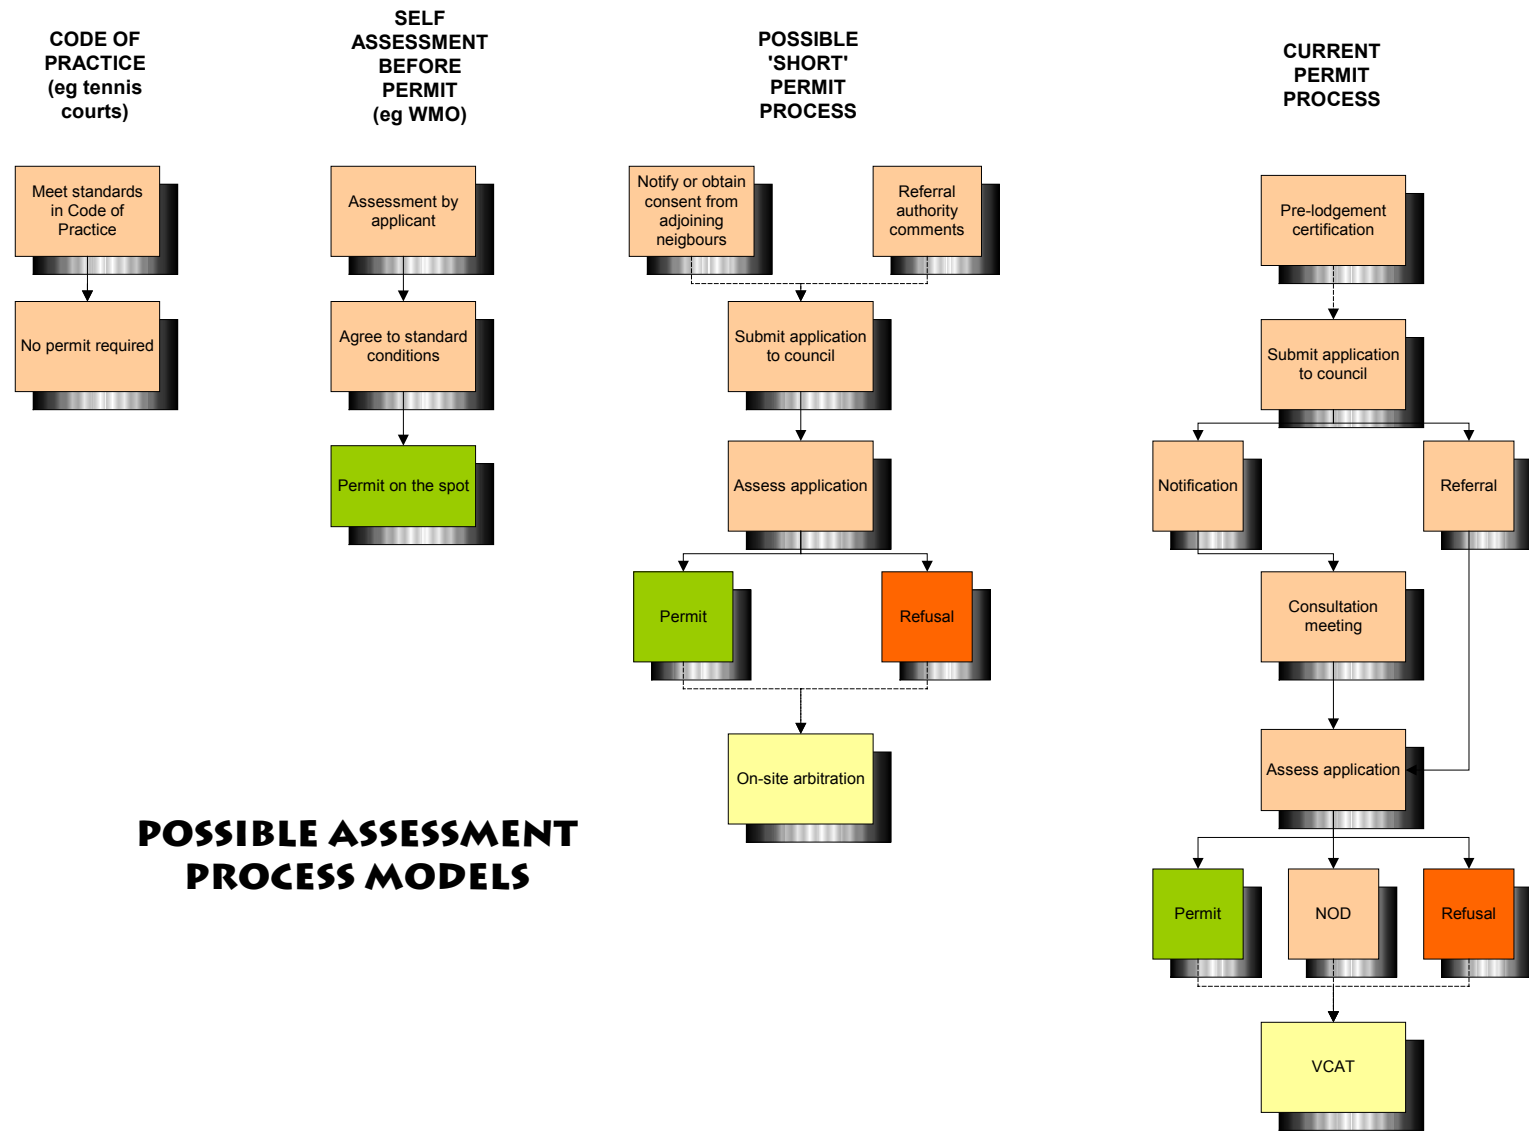 CODE OF
PRACTICE
(eg tennis
courts)
Meet standards
in Code of
Practice
No permit required
SELF
ASSESSMENT
BEFORE
PERMIT
(eg WMO)
Assessment by
applicant
Agree to standard
conditions
Permit on the spot
POSSIBLE
'SHORT'
PERMIT
PROCESS
Notify or obtain
consent from
adjoining
neigbours
Referral
authority
comments
Submit application
to council
Assess application
Permit
Refusal
On-site arbitration
CURRENT
PERMIT
PROCESS
Pre-lodgement
certification
Submit application
to council
Notification
Referral
Consultation
meeting
Assess application
Permit
NOD
Refusal
VCAT
POSSIBLE ASSESSMENT
PROCESS MODELS